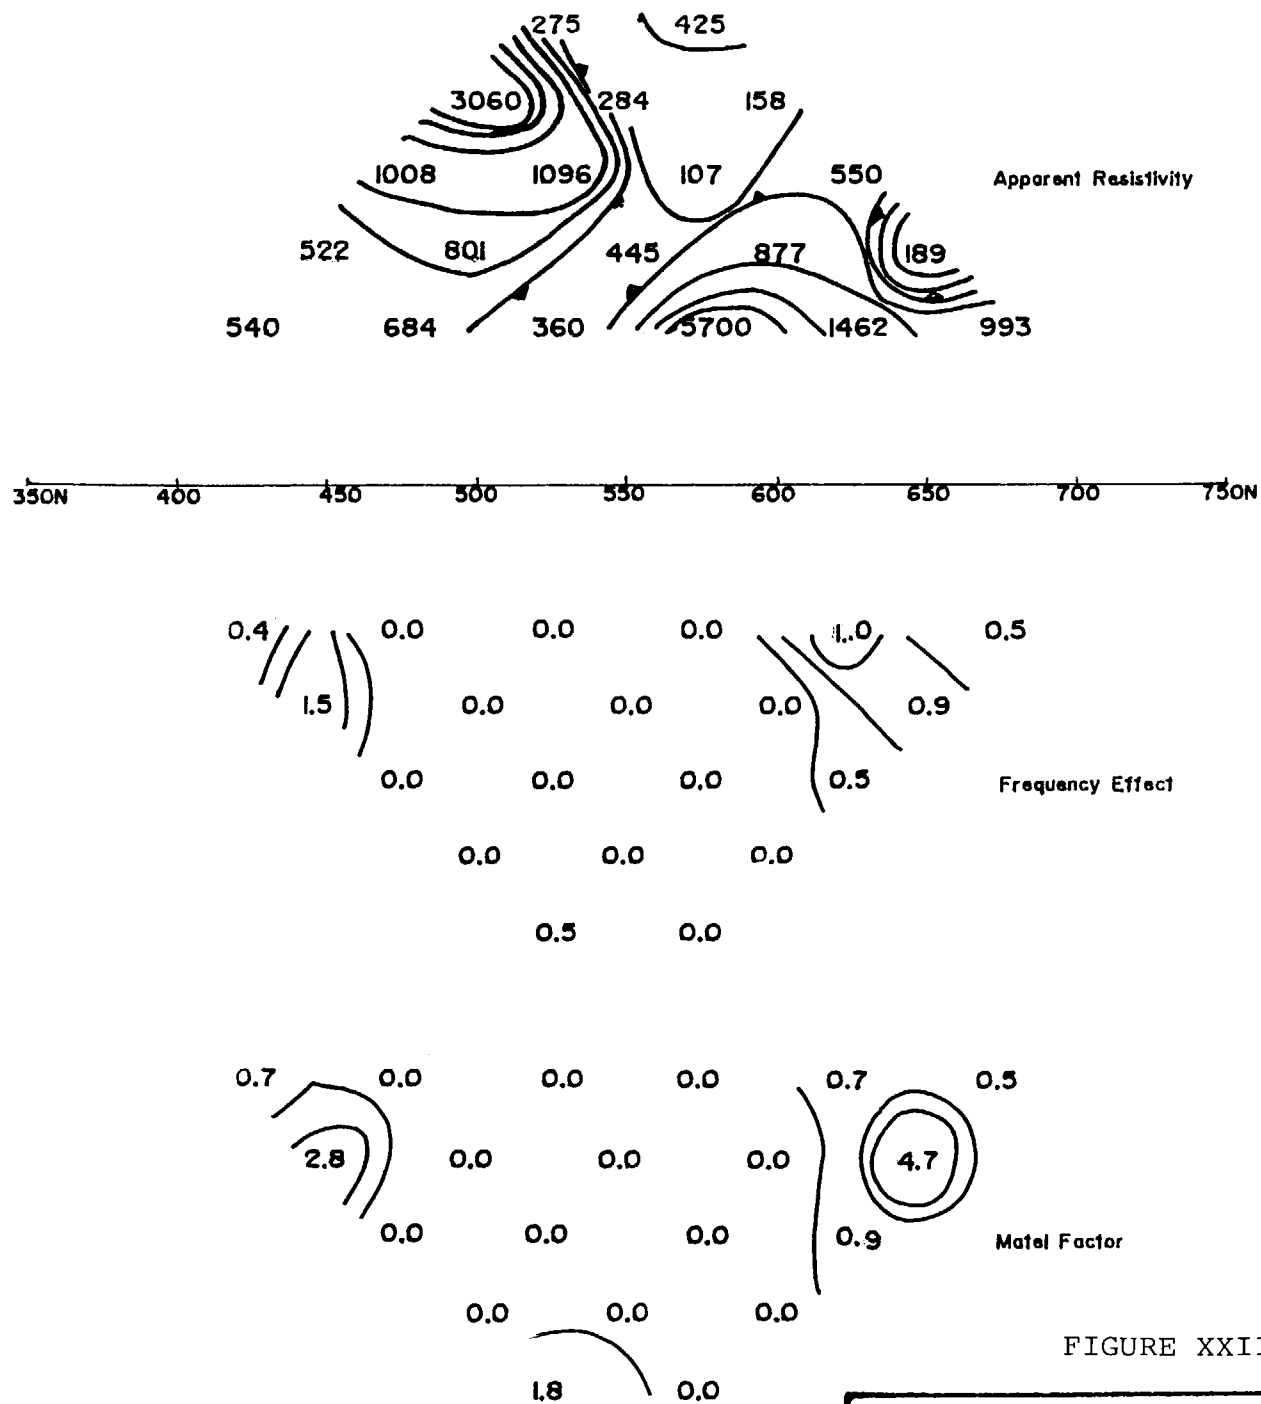 275 425
3060 284 158
1008 1096 107 550 Apparent Resistivity
522 801 445 877 189
540 684 360 5700 1462 993
350N 400 450 500 550 600 650 700 750N
0.4 0.0 0.0 0.0 1.0 0.5
1.5 0.0 0.0 0.0 0.9
0.0 0.0 0.0 0.5 Frequency Effect
0.0 0.0 0.0
0.5 0.0
0.7 0.0 0.0 0.0 0.7 0.5
2.8 0.0 0.0 0.0 4.7
0.0 0.0 0.0 0.9 Matel Factor
0.0 0.0 0.0
FIGURE XXII
1.8 0.0